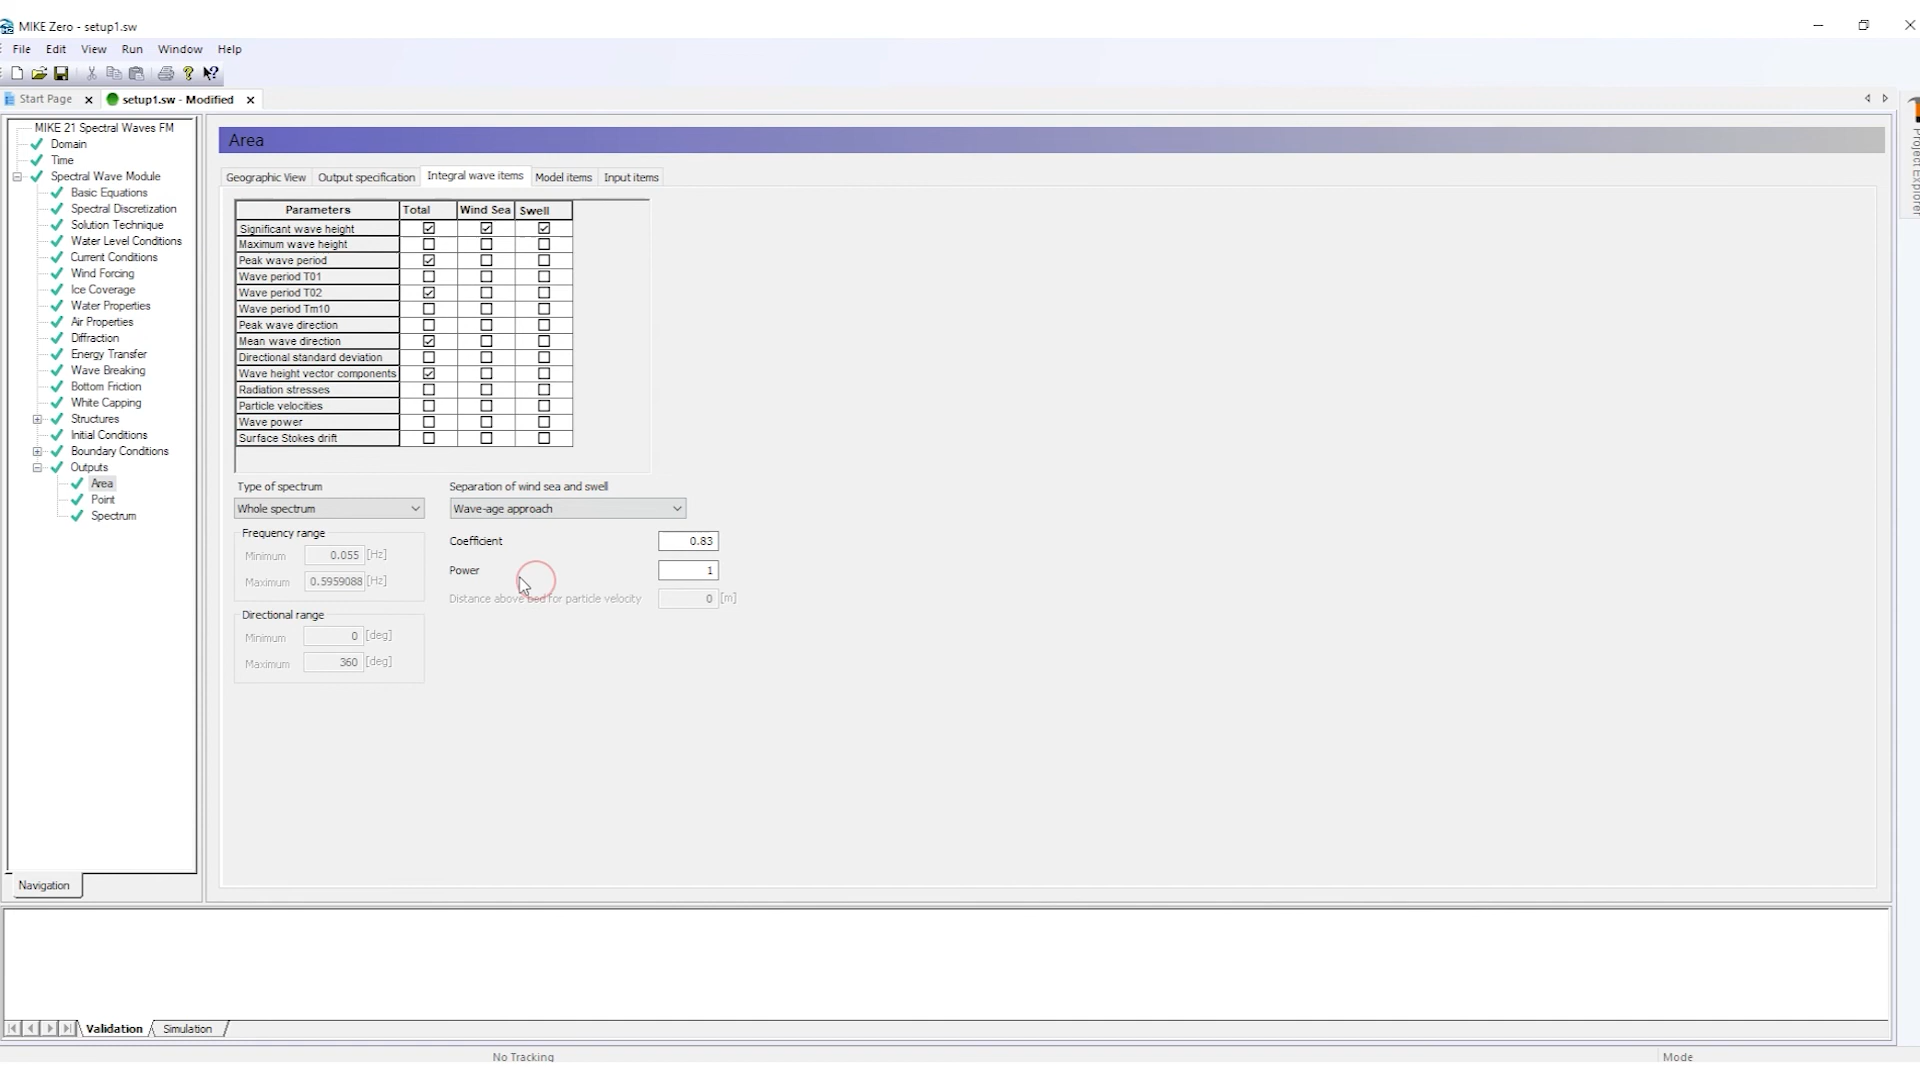 MIKE Zero - setup1.sw
File Edit View Run Window Help
Start Page setup1.sw - Modified
MIKE 21 Spectral Waves FM
Domain
Time
Spectral Wave Module
Basic Equations
Spectral Discretization
Solution Technique
Water Level Conditions
Current Conditions
Wind Forcing
Ice Coverage
Water Properties
Air Properties
Diffraction
Energy Transfer
Wave Breaking
Bottom Friction
White Capping
Structures
Initial Conditions
Boundary Conditions
Outputs
Area
Point
Spectrum
Navigation
Area
Geographic View Output specification Integral wave items Model items Input items
Parameters Total Wind Sea Swell
Significant wave height
Maximum wave height
Peak wave period
Wave period T01
Wave period T02
Wave period Tm10
Peak wave direction
Mean wave direction
Directional standard deviation
Wave height vector components
Radiation stresses
Particle velocities
Wave power
Surface Stokes drift
Type of spectrum
Whole spectrum
Frequency range
Minimum 0.055 [Hz]
Maximum 0.5959088 [Hz]
Directional range
Minimum 0 [deg]
Maximum 360 [deg]
Separation of wind sea and swell
Wave-age approach
Coefficient 0.83
Power 1
Distance above bed for particle velocity 0 [m]
Project Explorer
Validation Simulation
No Tracking Mode